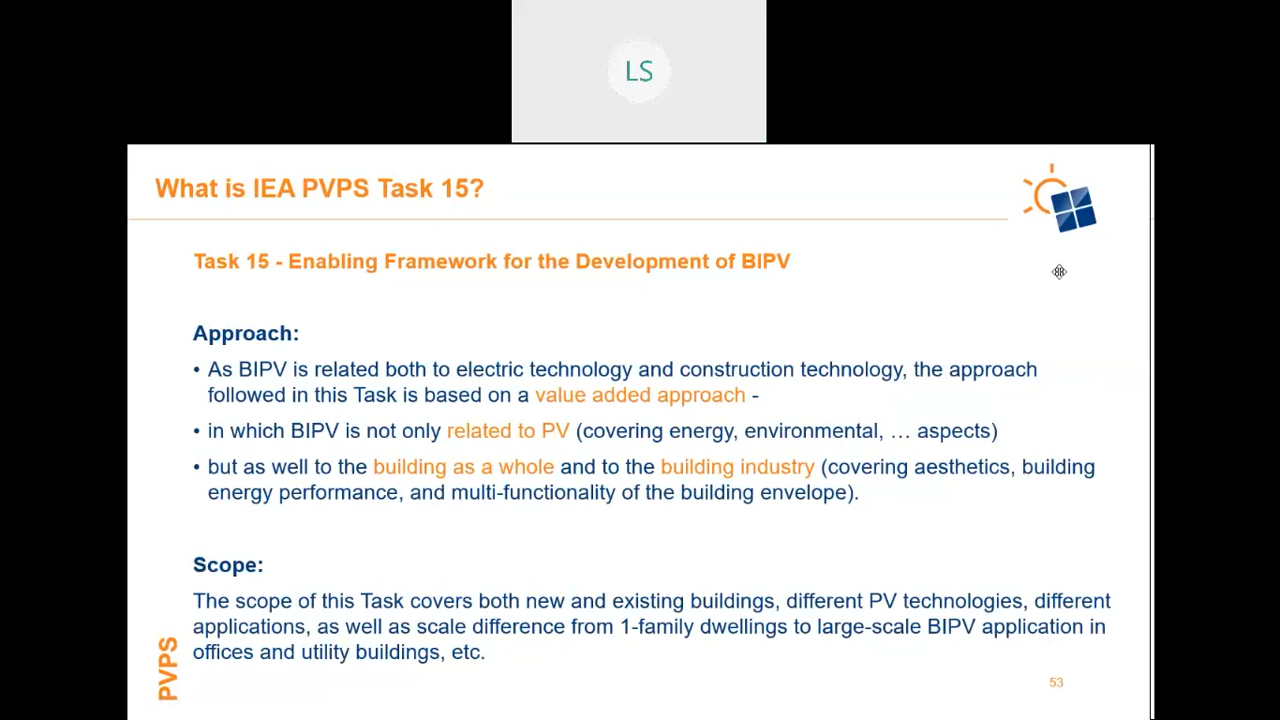 LS
What is IEA PVPS Task 15?
Task 15 - Enabling Framework for the Development of BIPV
Approach:
• As BIPV is related both to electric technology and construction technology, the approach
followed in this Task is based on a value added approach -
• in which BIPV is not only related to PV (covering energy, environmental, … aspects)
• but as well to the building as a whole and to the building industry (covering aesthetics, building
energy performance, and multi-functionality of the building envelope).
Scope:
The scope of this Task covers both new and existing buildings, different PV technologies, different
applications, as well as scale difference from 1-family dwellings to large-scale BIPV application in
offices and utility buildings, etc.
PVPS
53